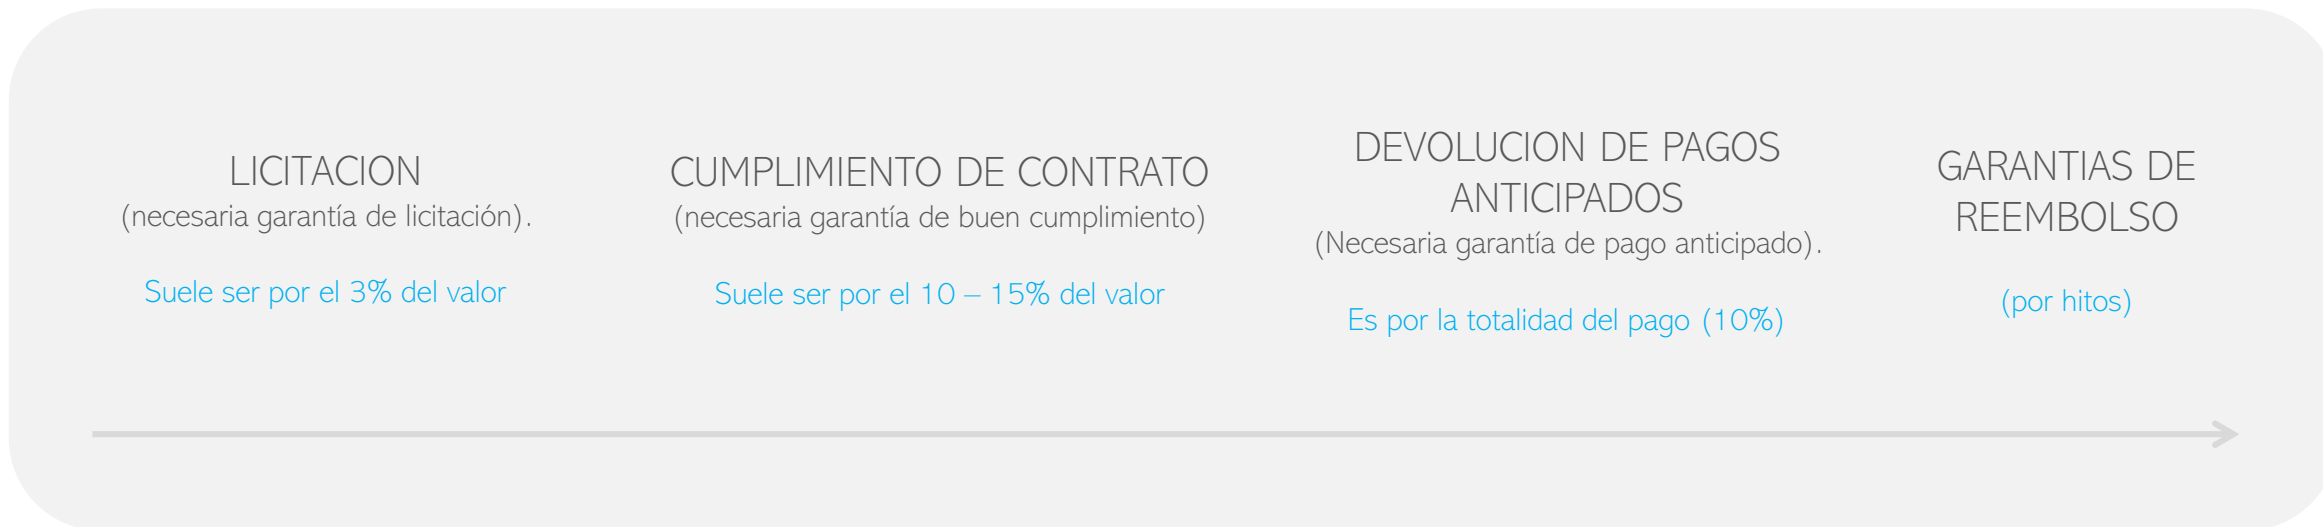 LICITACION
(necesaria garantía de licitación).
Suele ser por el 3% del valor
CUMPLIMIENTO DE CONTRATO
(necesaria garantía de buen cumplimiento)
Suele ser por el 10 – 15% del valor
DEVOLUCION DE PAGOS
ANTICIPADOS
(Necesaria garantía de pago anticipado).
Es por la totalidad del pago (10%)
GARANTIAS DE
REEMBOLSO
(por hitos)